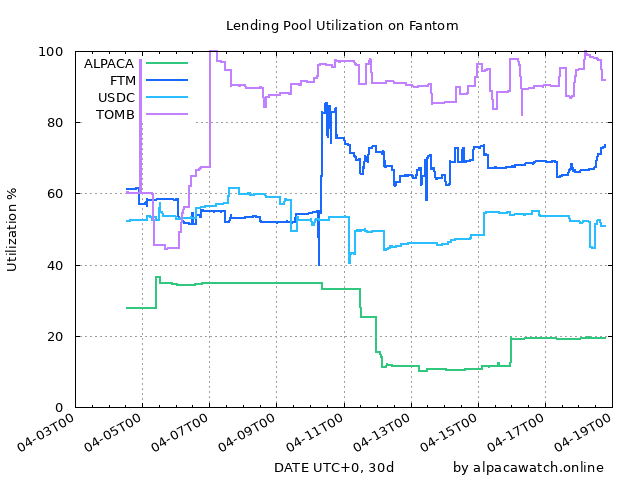 Lending Pool Utilization on Fantom
100
80
60
40
20
0
Utilization %
ALPACA
FTM
USDC
TOMB
04-03T00
04-05T00
04-07T00
04-09T00
04-11T00
04-13T00
04-15T00
04-17T00
04-19T00
DATE UTC+0, 30d
by alpacawatch.online